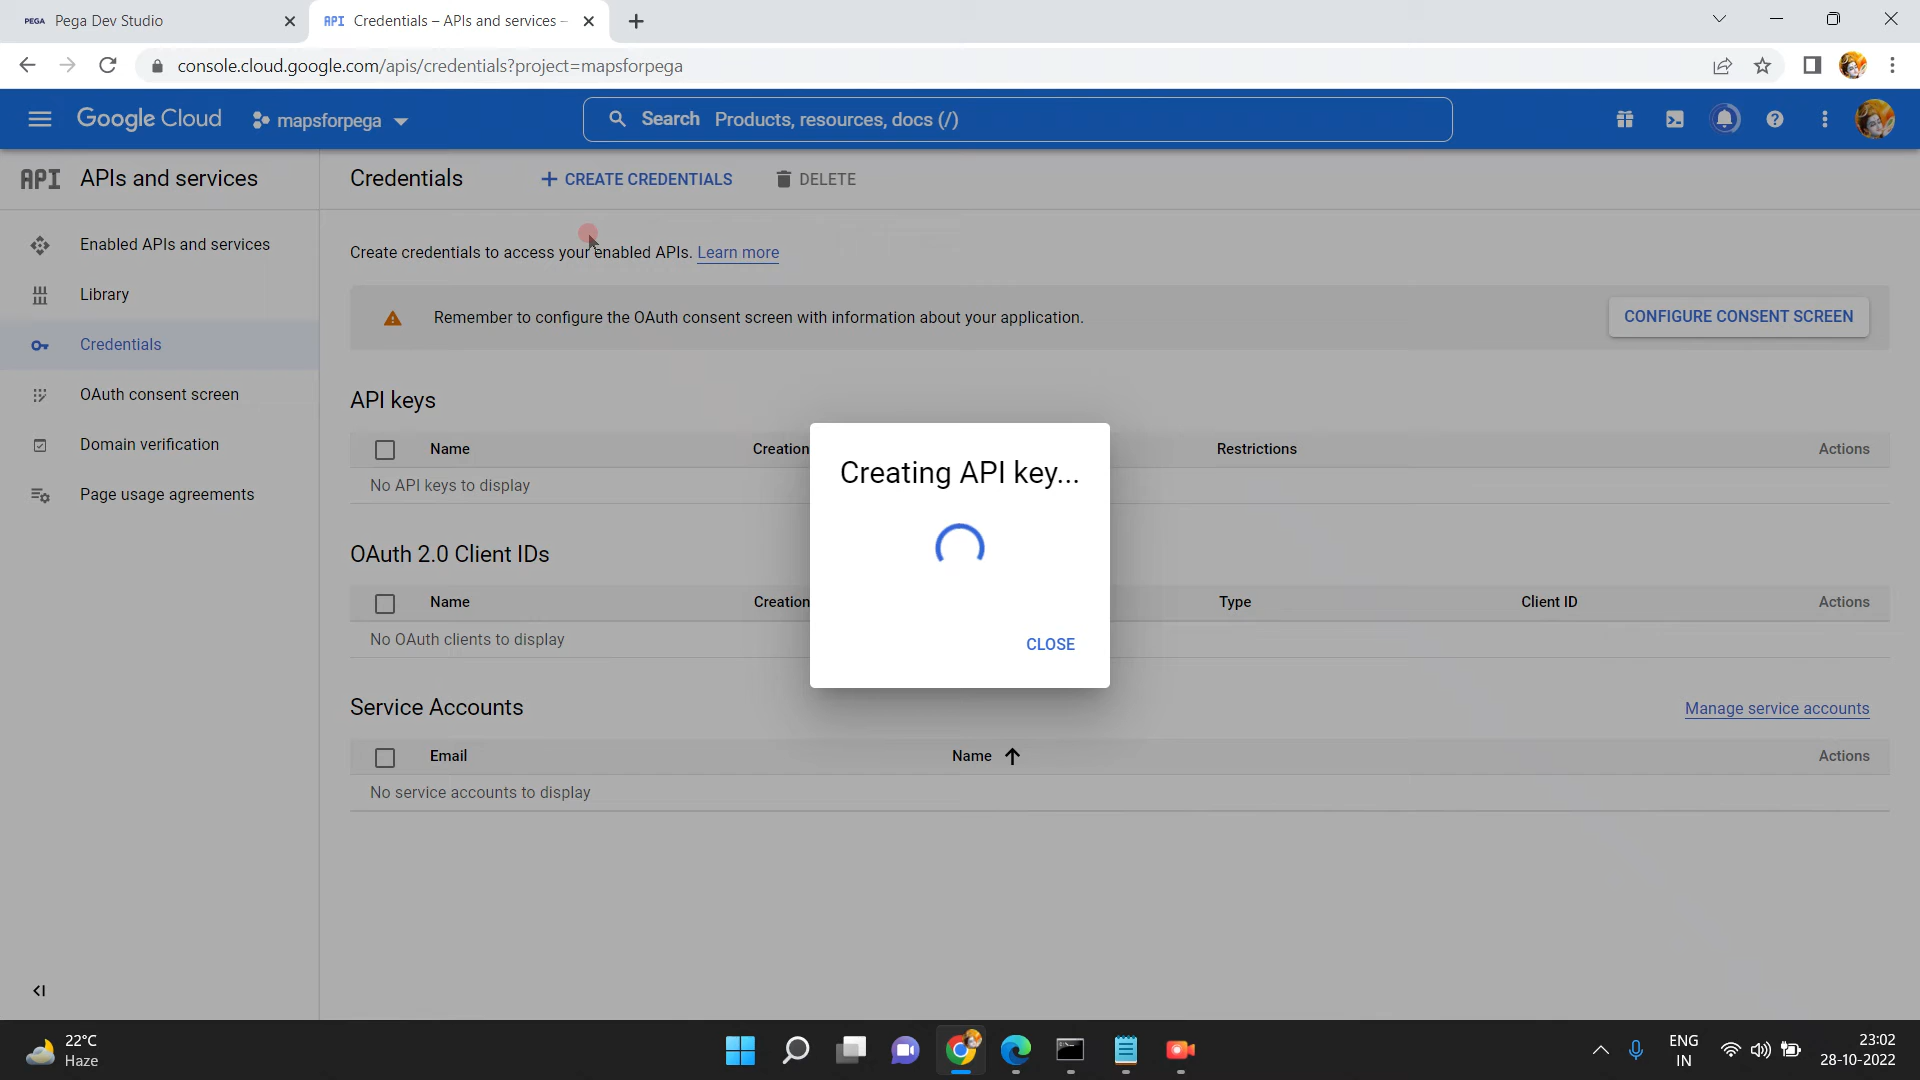 PEGA Pega Dev Studio
API Credentials – APIs and services –
console.cloud.google.com/apis/credentials?project=mapsforpega
Google Cloud mapsforpega Search Products, resources, docs (/)
API APIs and services
Credentials + CREATE CREDENTIALS DELETE
Enabled APIs and services
Library
Credentials
OAuth consent screen
Domain verification
Page usage agreements
Create credentials to access your enabled APIs. Learn more
Remember to configure the OAuth consent screen with information about your application. CONFIGURE CONSENT SCREEN
API keys
Name Creation Restrictions Actions
No API keys to display
Creating API key...
CLOSE
OAuth 2.0 Client IDs
Name Creation Type Client ID Actions
No OAuth clients to display
Service Accounts Manage service accounts
Email Name Actions
No service accounts to display
22°C
Haze
ENG
IN
23:02
28-10-2022